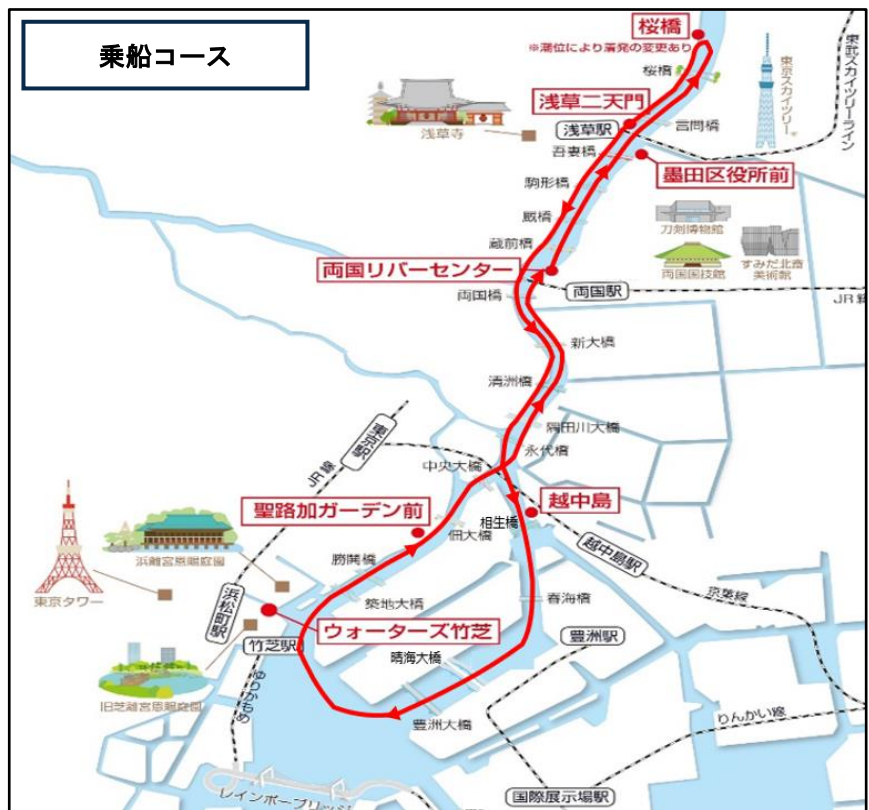 乗船コース
桜橋
※潮位により着発の変更あり
桜橋
東武スカイツリーライン
東京スカイツリー
浅草二天門
浅草寺
浅草駅
言問橋
吾妻橋
墨田区役所前
駒形橋
厩橋
刀剣博物館
蔵前橋
両国リバーセンター
両国国技館
すみだ北斎
美術館
両国橋
両国駅
JR
新大橋
清洲橋
隅田川大橋
永代橋
東京駅
JR線
中央大橋
聖路加ガーデン前
越中島
相生橋
佃大橋
越中島駅
浜離宮恩賜庭園
勝鬨橋
京葉線
東京タワー
浜松町駅
築地大橋
春海橋
ウォーターズ竹芝
竹芝駅
豊洲駅
晴海大橋
旧芝離宮恩賜庭園
ゆりかもめ
豊洲大橋
りんかい線
レインボーブリッジ
国際展示場駅